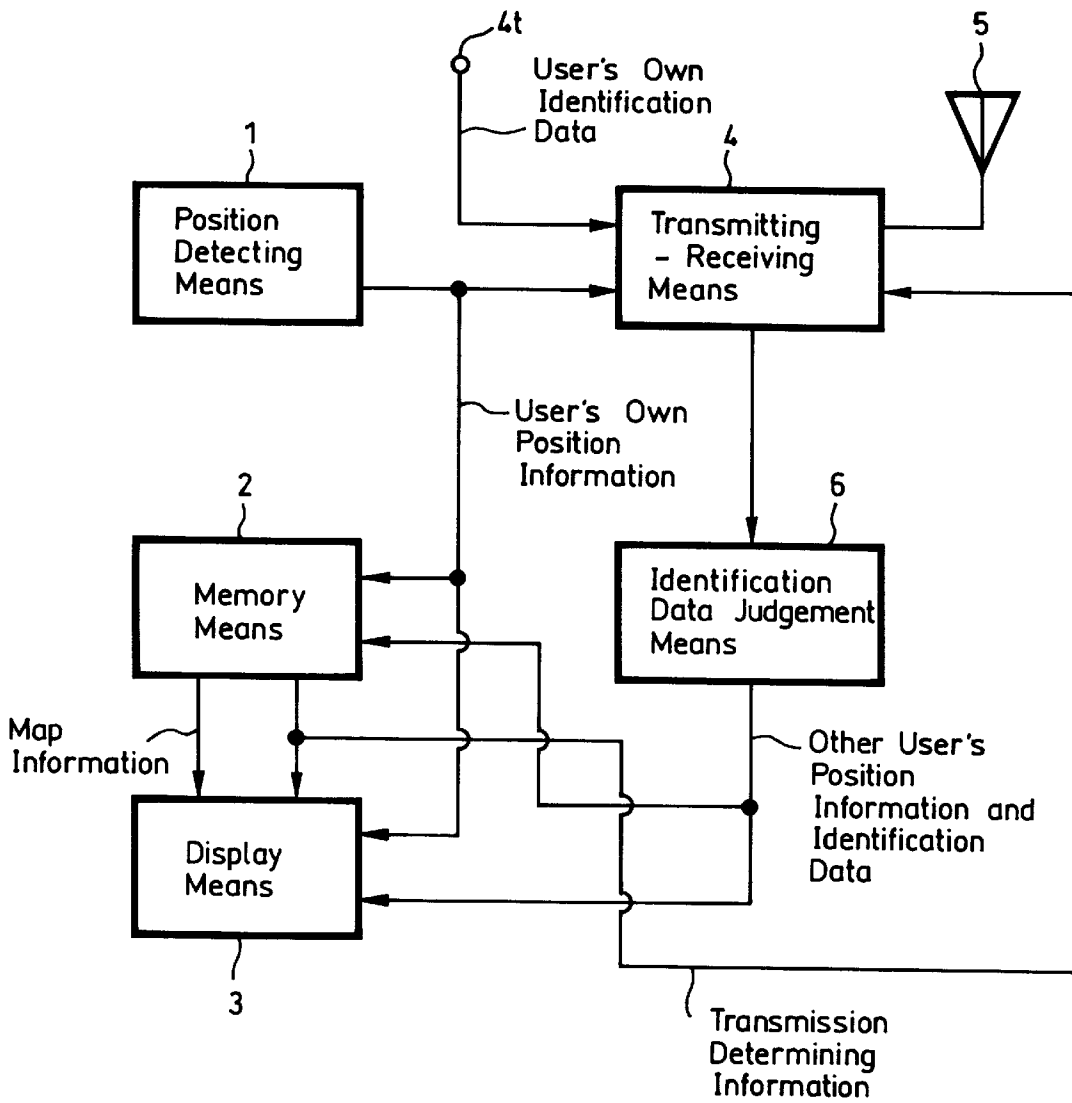 4t
5
User's Own
Identification
Data
1
4
Position
Detecting
Means
Transmitting
- Receiving
Means
User's Own
Position
Information
2
6
Memory
Means
Identification
Data Judgement
Means
Map
Information
Other User's
Position
Information and
Identification
Data
Display
Means
3
Transmission
Determining
Information